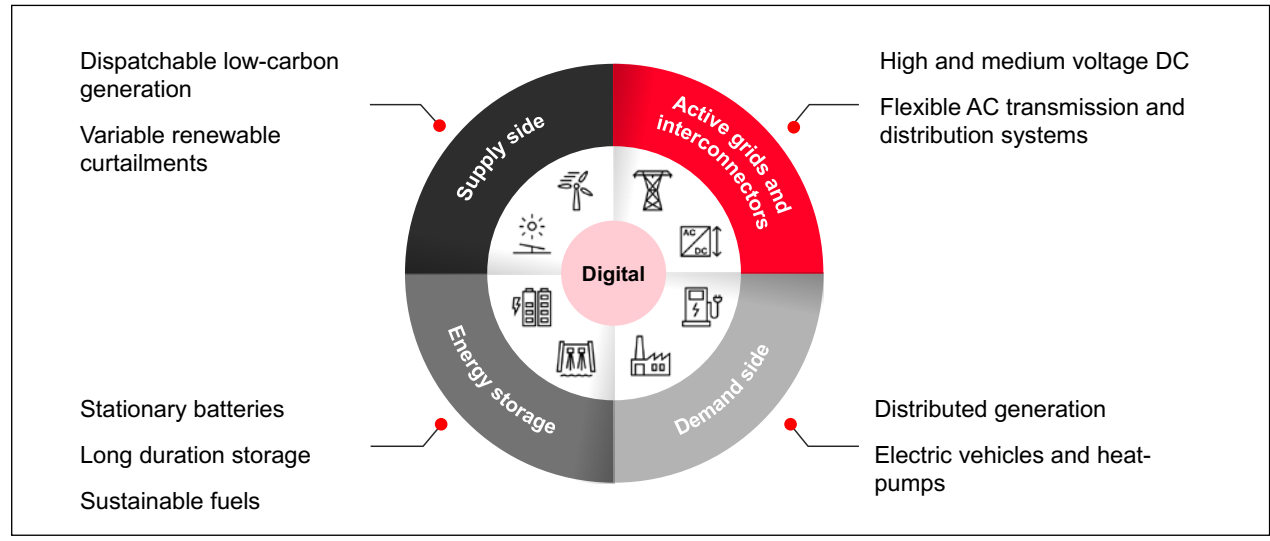 Dispatchable low-carbon
generation
Variable renewable
curtailments
High and medium voltage DC
Flexible AC transmission and
distribution systems
Supply side
Active grids and
interconnectors
AC
DC
Digital
Energy storage
Demand side
Stationary batteries
Long duration storage
Sustainable fuels
Distributed generation
Electric vehicles and heat-
pumps